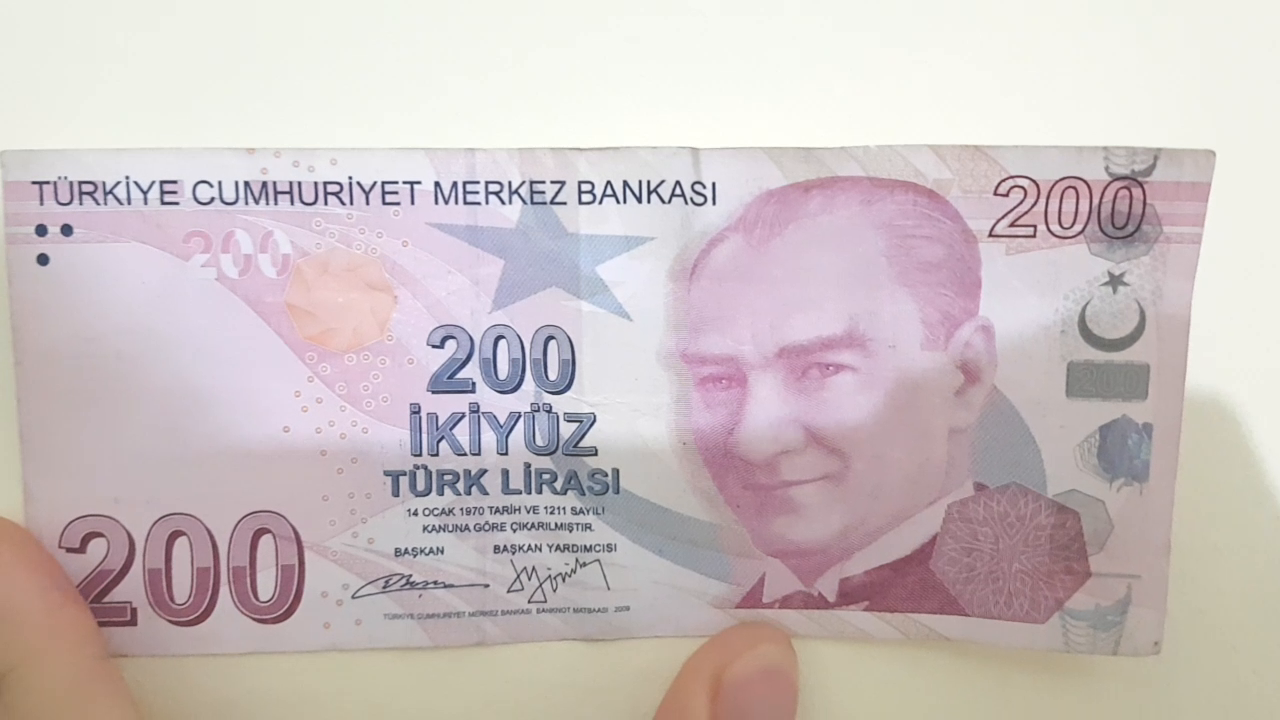 TÜRKİYE CUMHURİYET MERKEZ BANKASI
200
200
200
İKİYÜZ
TÜRK LİRASI
14 OCAK 1970 TARİH VE 1211 SAYILI
KANUNA GÖRE ÇIKARILMIŞTIR.
BAŞKAN
BAŞKAN YARDIMCISI
200
TÜRKİYE CUMHURİYET MERKEZ BANKASI BANKNOT MATBAASI 2009
200